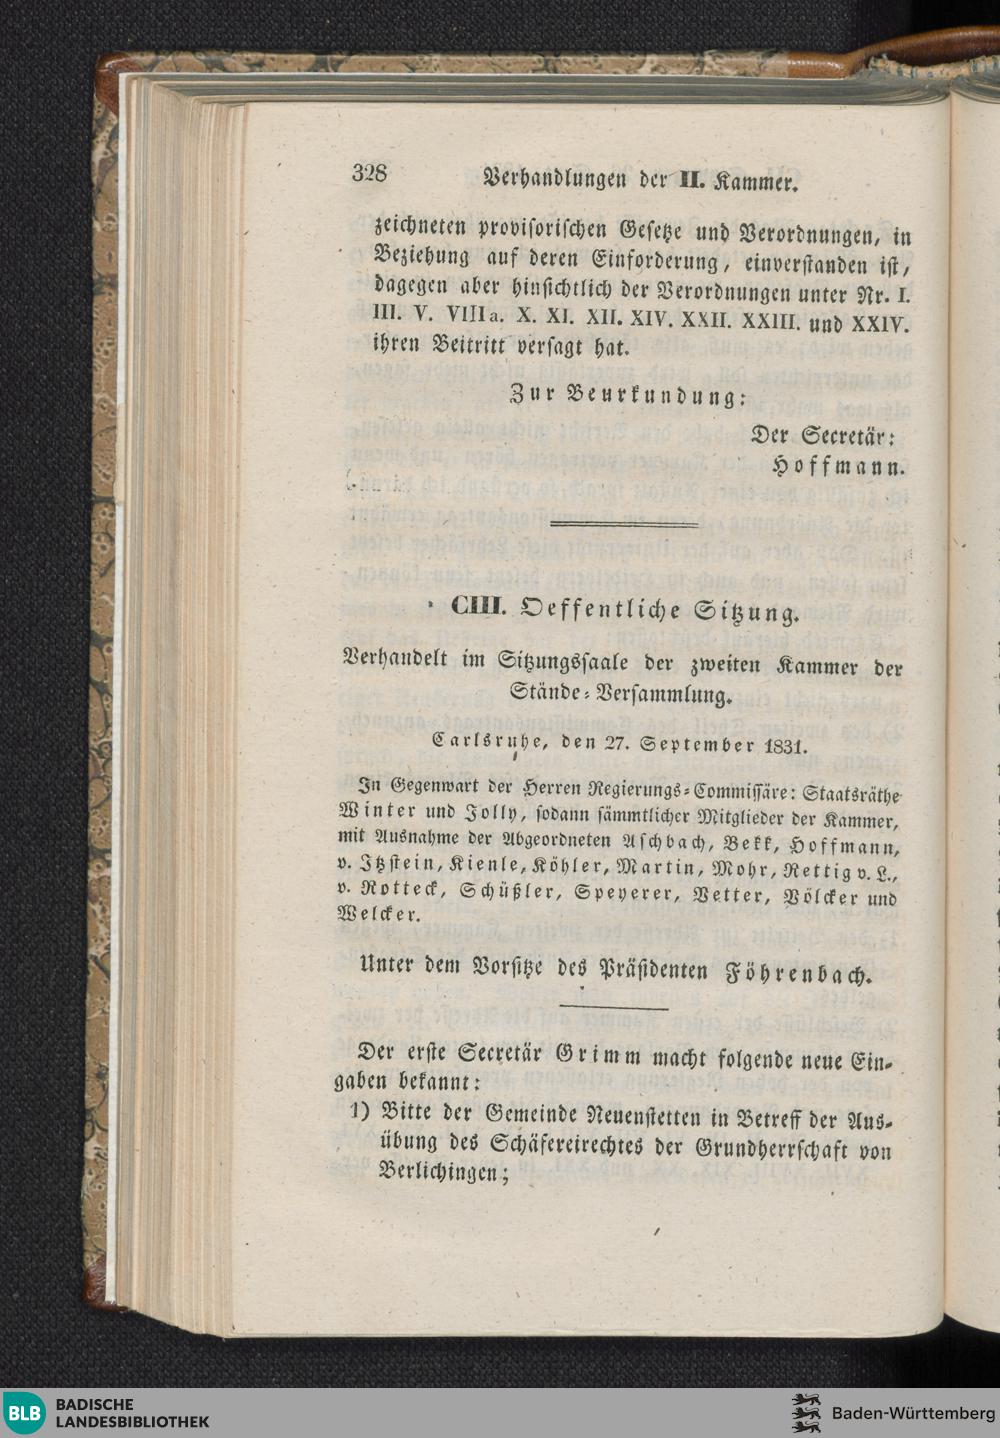 328 Verhandlungen der II. Kammer.
zeichneten provisorischen Gesetze und Verordnungen, in
Beziehung auf deren Einforderung, einverstanden ist,
dagegen aber hinsichtlich der Verordnungen unter Nr. I.
III. V. VIII a. X. XI. XII. XIV. XXII. XXIII. und XXIV.
ihren Beitritt versagt hat.
Zur Beurkundung:
Der Secretär:
Hoffmann.
CIII. Oeffentliche Sitzung.
Verhandelt im Sitzungssaale der zweiten Kammer der
Stände-Versammlung.
Carlsruhe, den 27. September 1831.
In Gegenwart der Herren Regierungs-Commissäre: Staatsräthe
Winter und Jolly, sodann sämmtlicher Mitglieder der Kammer,
mit Ausnahme der Abgeordneten Aschbach, Bekk, Hoffmann,
v. Itzstein, Kienle, Köhler, Martin, Mohr, Rettig v. L.,
v. Rotteck, Schüßler, Speyerer, Vetter, Völcker und
Welcker.
Unter dem Vorsitze des Präsidenten Föhrenbach.
Der erste Secretär Grimm macht folgende neue Ein-
gaben bekannt:
1) Bitte der Gemeinde Neuenstetten in Betreff der Aus-
übung des Schäfereirechtes der Grundherrschaft von
Berlichingen;
BLB BADISCHE
LANDESBIBLIOTHEK
Baden-Württemberg